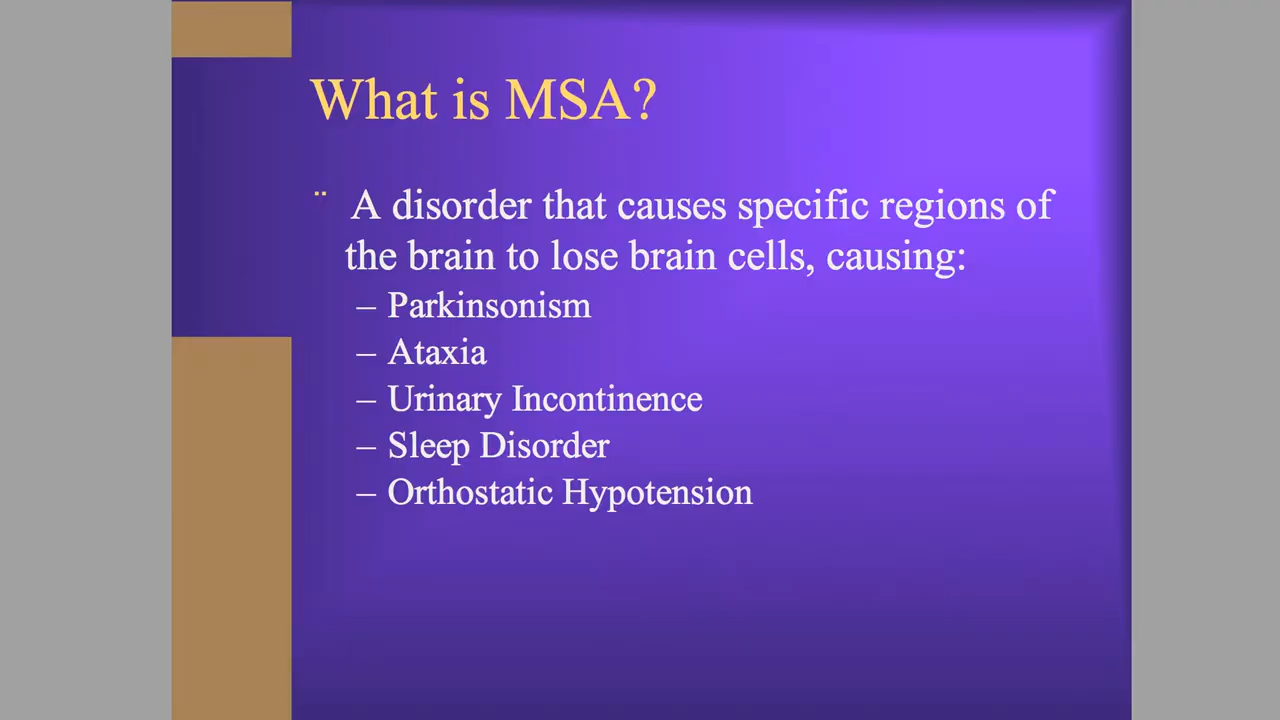 What is MSA?
¨ A disorder that causes specific regions of
the brain to lose brain cells, causing:
– Parkinsonism
– Ataxia
– Urinary Incontinence
– Sleep Disorder
– Orthostatic Hypotension